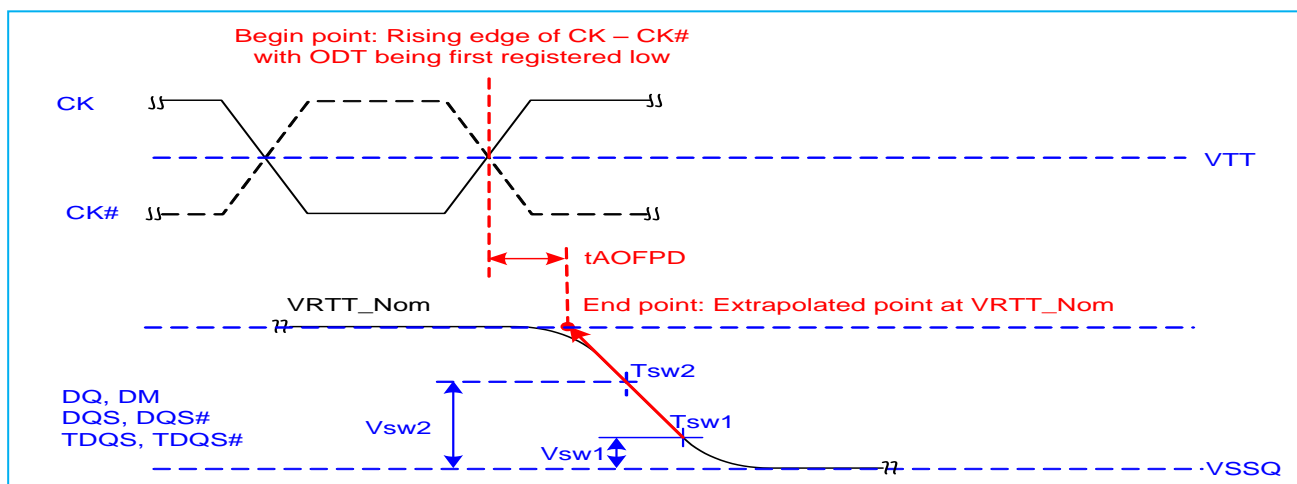 Begin point: Rising edge of CK – CK#
with ODT being first registered low
CK
VTT
CK#
tAOFPD
VRTT_Nom
End point: Extrapolated point at VRTT_Nom
Tsw2
DQ, DM
DQS, DQS#
TDQS, TDQS#
Vsw2
Tsw1
Vsw1
VSSQ